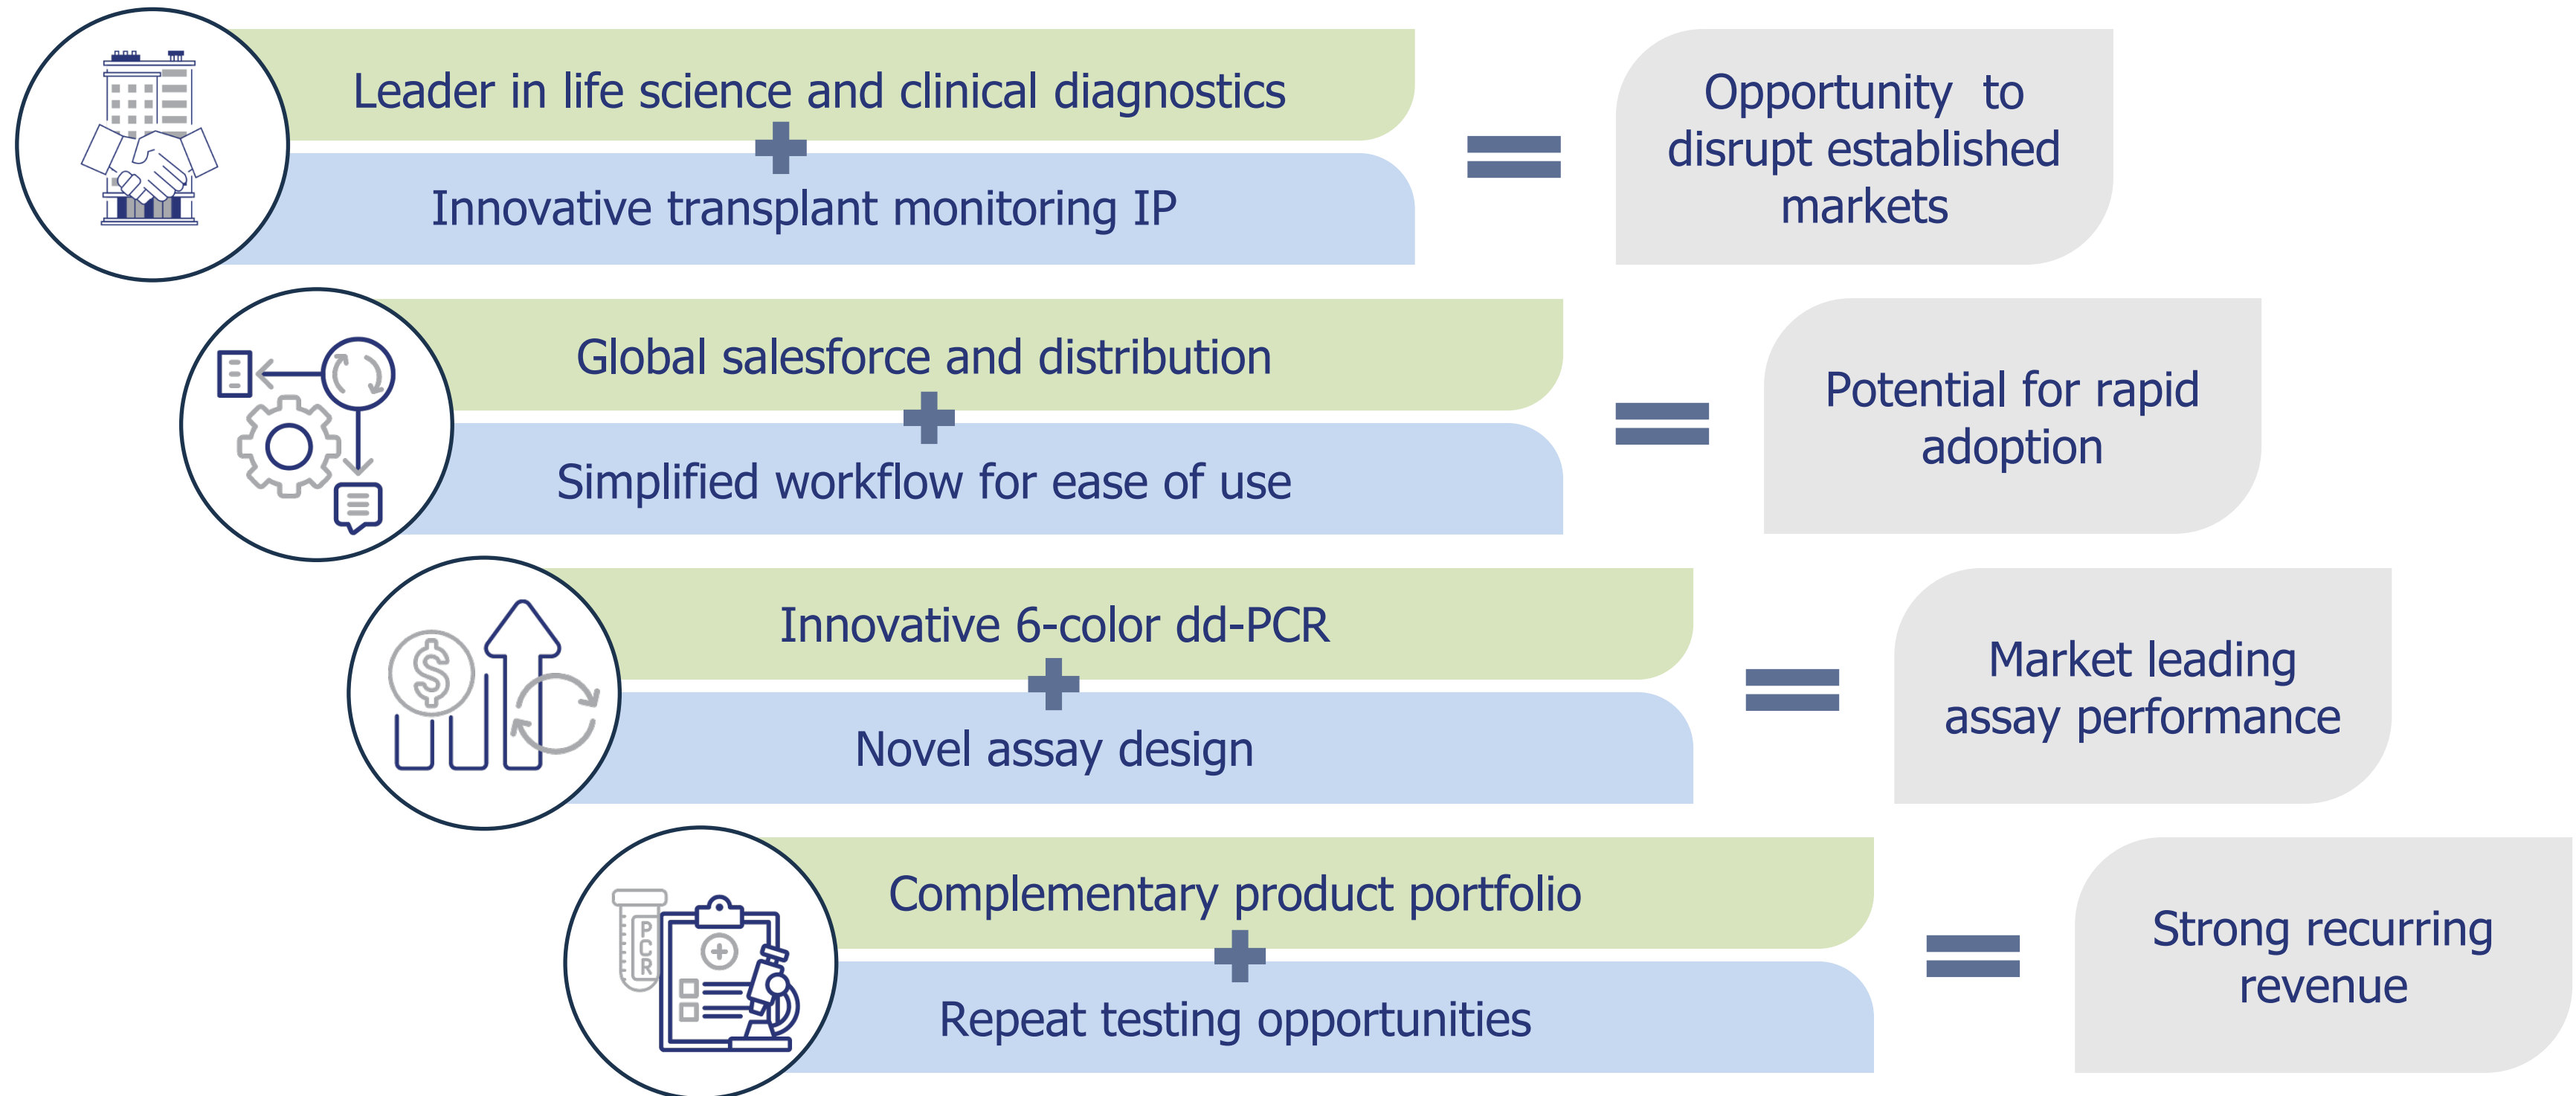 Leader in life science and clinical diagnostics
+
Innovative transplant monitoring IP
=
Opportunity to
disrupt established
markets
Global salesforce and distribution
+
Simplified workflow for ease of use
=
Potential for rapid
adoption
$
Innovative 6-color dd-PCR
+
Novel assay design
=
Market leading
assay performance
PCR
Complementary product portfolio
+
Repeat testing opportunities
=
Strong recurring
revenue